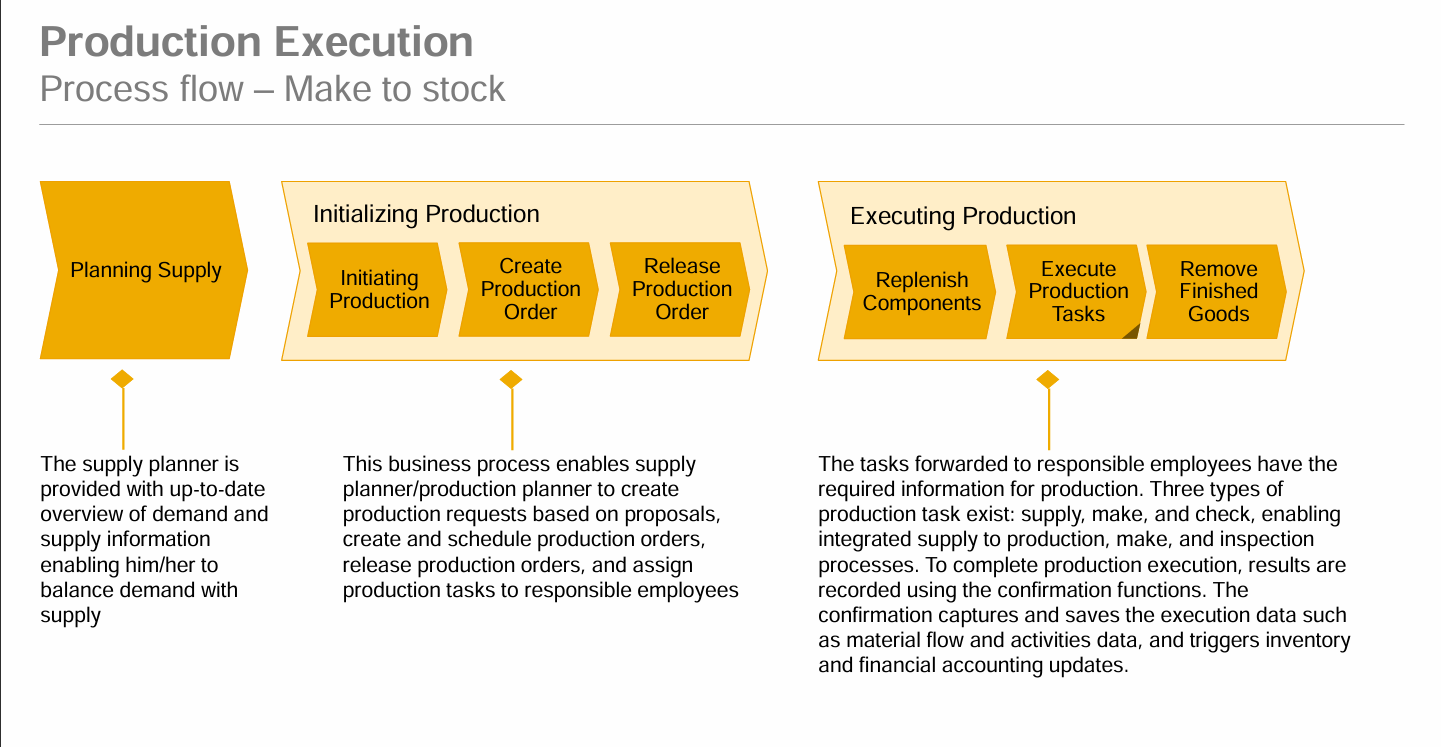 Production Execution
Process flow – Make to stock
Planning Supply
Initializing Production
Initiating
Production
Create
Production
Order
Release
Production
Order
Executing Production
Replenish
Components
Execute
Production
Tasks
Remove
Finished
Goods
The supply planner is
provided with up-to-date
overview of demand and
supply information
enabling him/her to
balance demand with
supply
This business process enables supply
planner/production planner to create
production requests based on proposals,
create and schedule production orders,
release production orders, and assign
production tasks to responsible employees
The tasks forwarded to responsible employees have the
required information for production. Three types of
production task exist: supply, make, and check, enabling
integrated supply to production, make, and inspection
processes. To complete production execution, results are
recorded using the confirmation functions. The
confirmation captures and saves the execution data such
as material flow and activities data, and triggers inventory
and financial accounting updates.